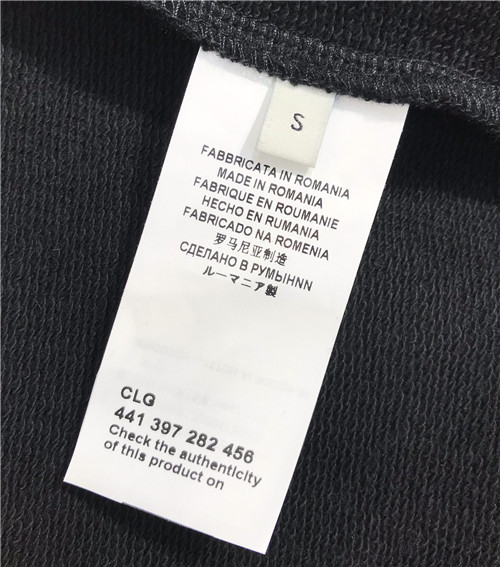 S
FABBRICATA IN ROMANIA
MADE IN ROMANIA
FABRIQUE EN ROUMANIE
HECHO EN RUMANIA
FABRICADO NA ROMENIA
罗马尼亚制造
СДЕЛАНО В РУМЫНNN
ルーマニア製
CLG
441 397 282 456
Check the authenticity
of this product on